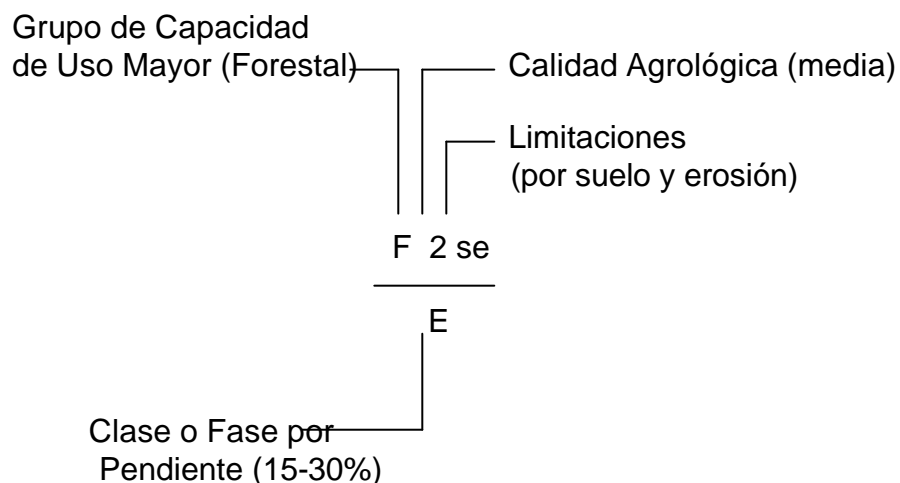 Grupo de Capacidad
de Uso Mayor (Forestal)
Calidad Agrológica (media)
Limitaciones
(por suelo y erosión)
F 2 se
E
Clase o Fase por
Pendiente (15-30%)